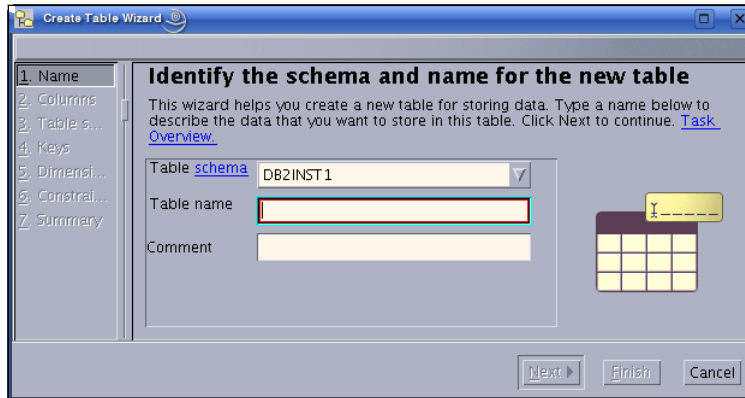 Create Table Wizard
1. Name
2. Columns
3. Table s...
4. Keys
5. Dimensi...
6. Constrai...
7. Summary
Identify the schema and name for the new table
This wizard helps you create a new table for storing data. Type a name below to
describe the data that you want to store in this table. Click Next to continue. Task
Overview.
Table schema
DB2INST1
Table name
Comment
Next
Finish
Cancel